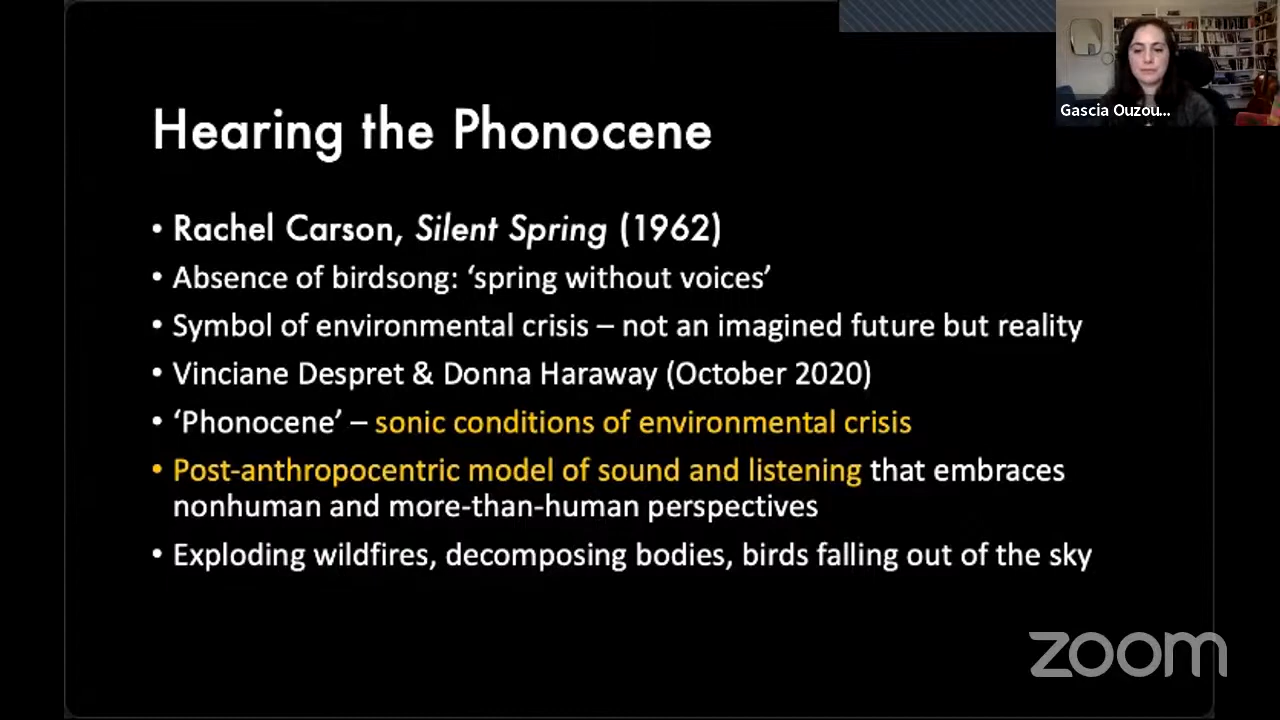 Hearing the Phonocene
• Rachel Carson, Silent Spring (1962)
• Absence of birdsong: ‘spring without voices’
• Symbol of environmental crisis – not an imagined future but reality
• Vinciane Despret & Donna Haraway (October 2020)
• ‘Phonocene’ – sonic conditions of environmental crisis
• Post-anthropocentric model of sound and listening that embraces
nonhuman and more-than-human perspectives
• Exploding wildfires, decomposing bodies, birds falling out of the sky
Gascia Ouzou...
zoom